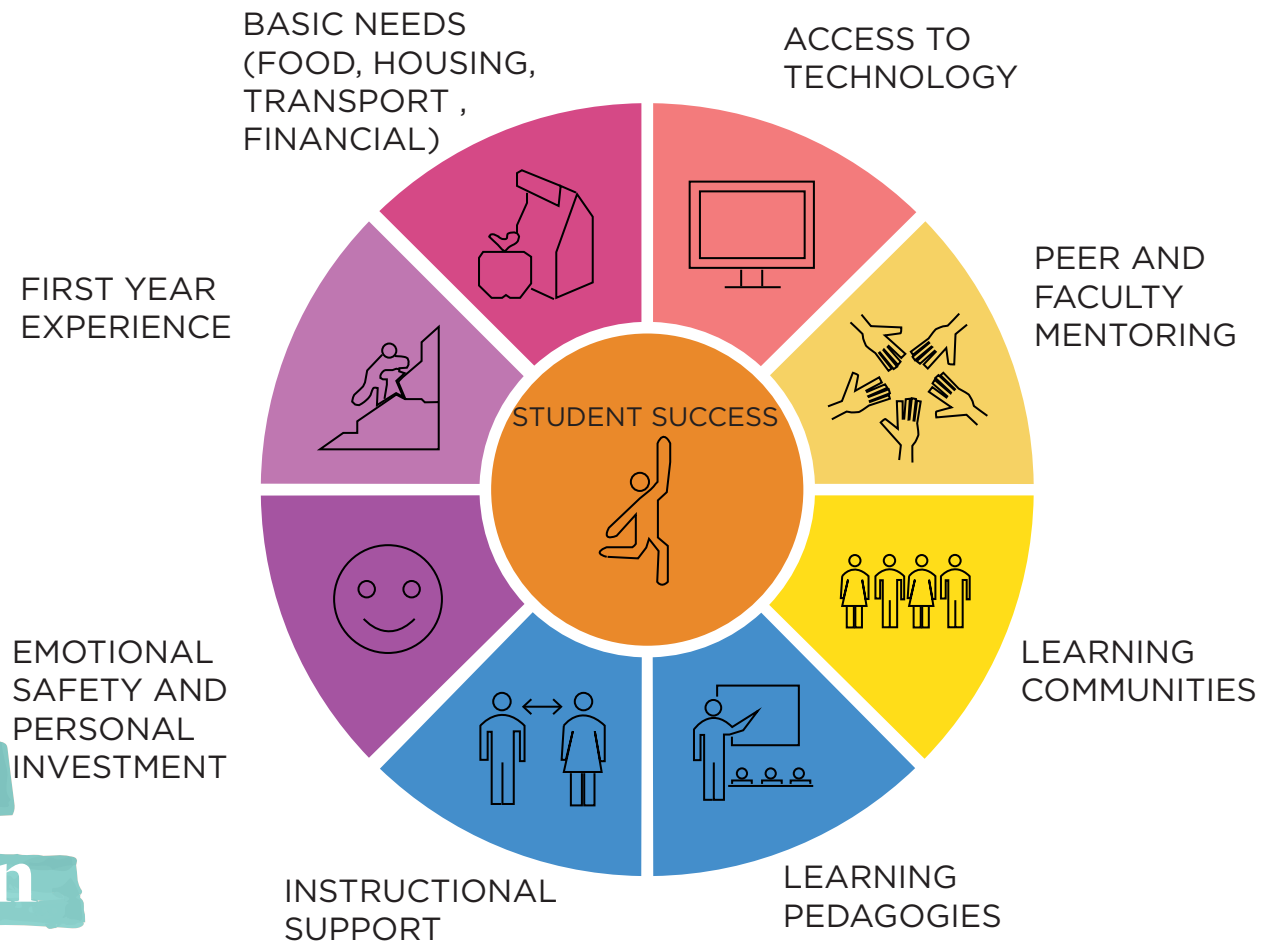 BASIC NEEDS
(FOOD, HOUSING,
TRANSPORT ,
FINANCIAL)
ACCESS TO
TECHNOLOGY
FIRST YEAR
EXPERIENCE
PEER AND
FACULTY
MENTORING
STUDENT SUCCESS
EMOTIONAL
SAFETY AND
PERSONAL
INVESTMENT
LEARNING
COMMUNITIES
INSTRUCTIONAL
SUPPORT
LEARNING
PEDAGOGIES
n